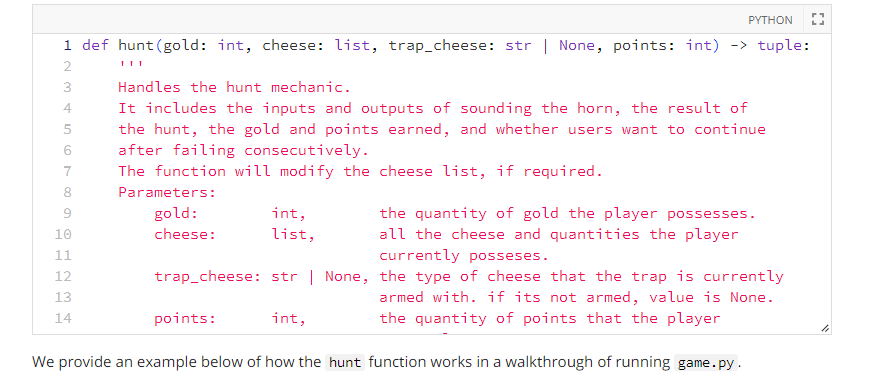 PYTHON
1 def hunt(gold: int, cheese: list, trap_cheese: str | None, points: int) -> tuple:
2 '''
3 Handles the hunt mechanic.
4 It includes the inputs and outputs of sounding the horn, the result of
5 the hunt, the gold and points earned, and whether users want to continue
6 after failing consecutively.
7 The function will modify the cheese list, if required.
8 Parameters:
9 gold: int, the quantity of gold the player possesses.
10 cheese: list, all the cheese and quantities the player
11 currently posseses.
12 trap_cheese: str | None, the type of cheese that the trap is currently
13 armed with. if its not armed, value is None.
14 points: int, the quantity of points that the player
We provide an example below of how the hunt function works in a walkthrough of running game.py.